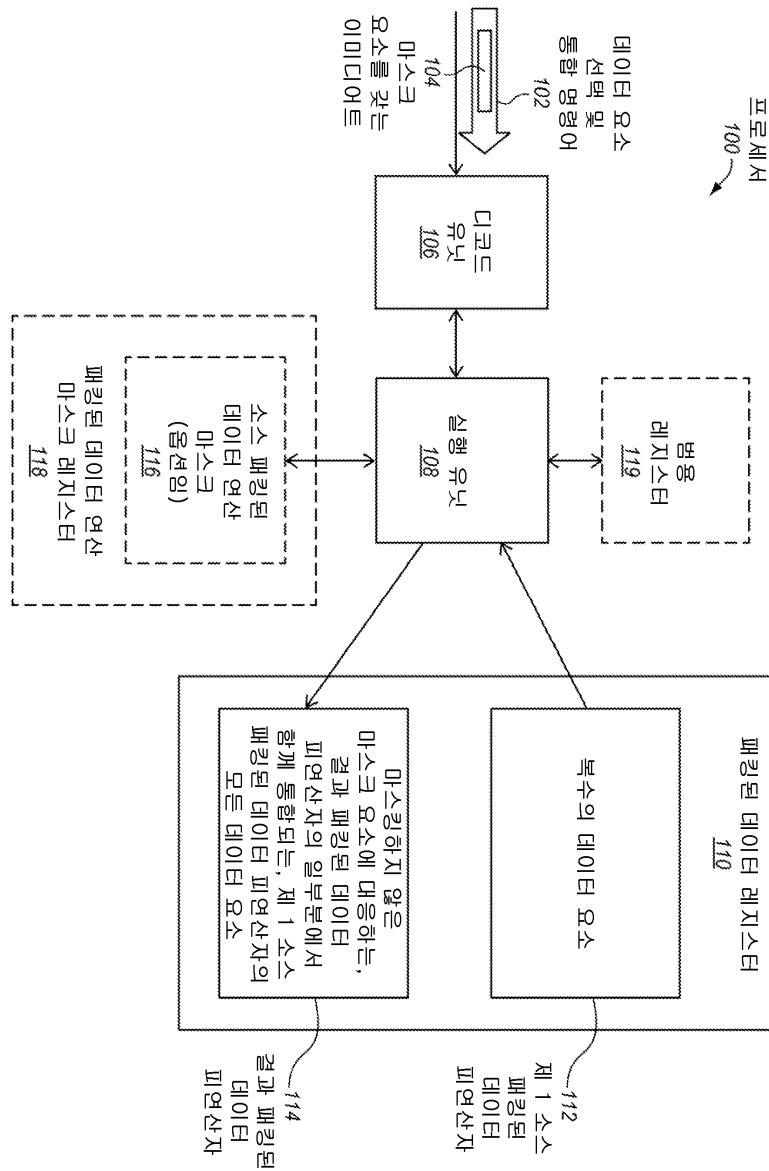 프로세서
100
데이터 요소
선택 및
통합 명령어
102
104
마스크
요소를 갖는
이미디어트
디코드
유닛
106
범용
레지스터
119
실행 유닛
108
소스 패킹된
데이터 연산
마스크
(옵션임)
116
패킹된 데이터 연산
마스크 레지스터
118
패킹된 데이터 레지스터
110
복수의 데이터 요소
제 1 소스
패킹된
데이터
피연산자
112
마스킹하지 않은
마스크 요소에 대응하는,
결과 패킹된 데이터
피연산자의 일부분에서
함께 통합되는, 제 1 소스
패킹된 데이터 피연산자의
모든 데이터 요소
114
결과 패킹된
데이터
피연산자